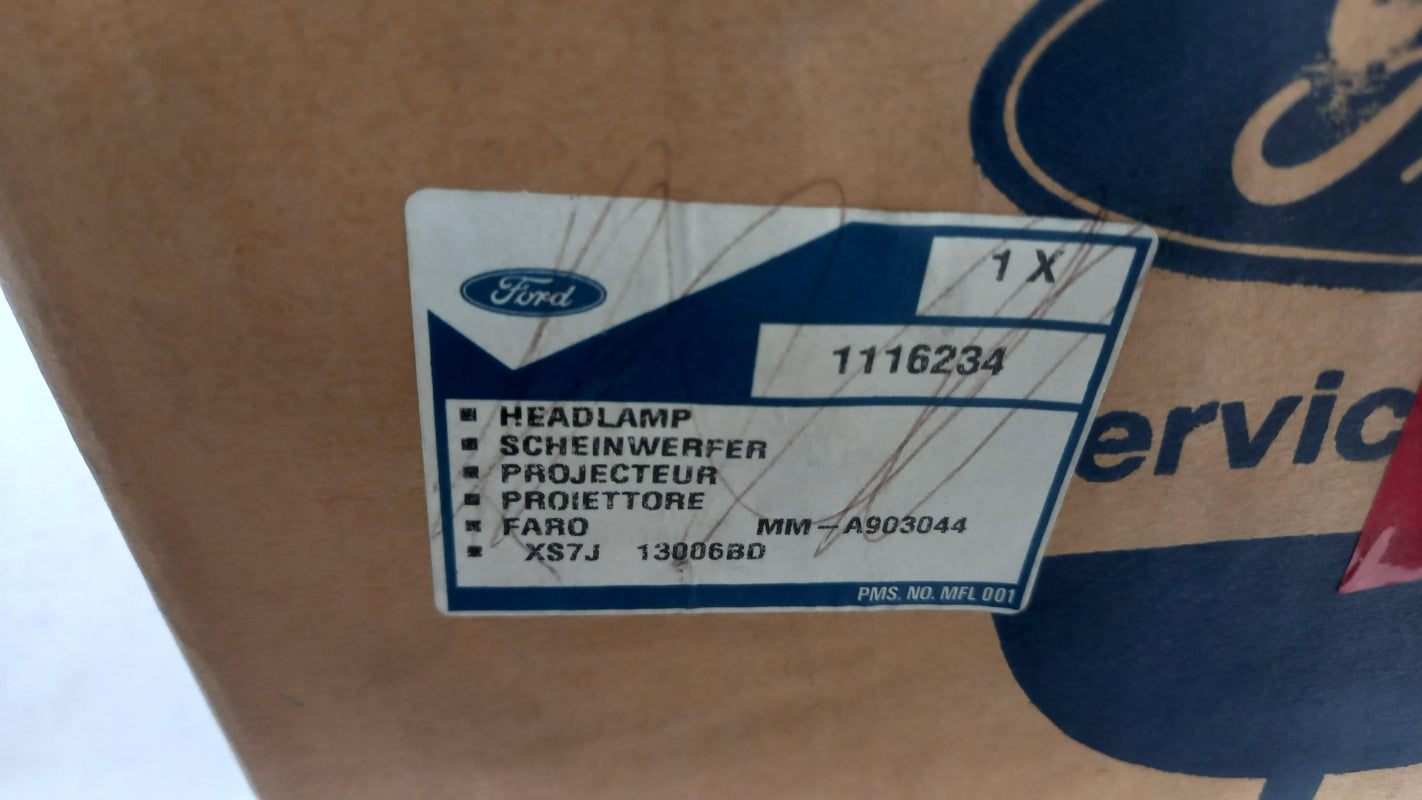 Ford
1 X
1116234
HEADLAMP
SCHEINWERFER
PROJECTEUR
PROIETTORE
FARO MM-A903044
XS7J 13006BD
PMS. NO. MFL 001
ervic